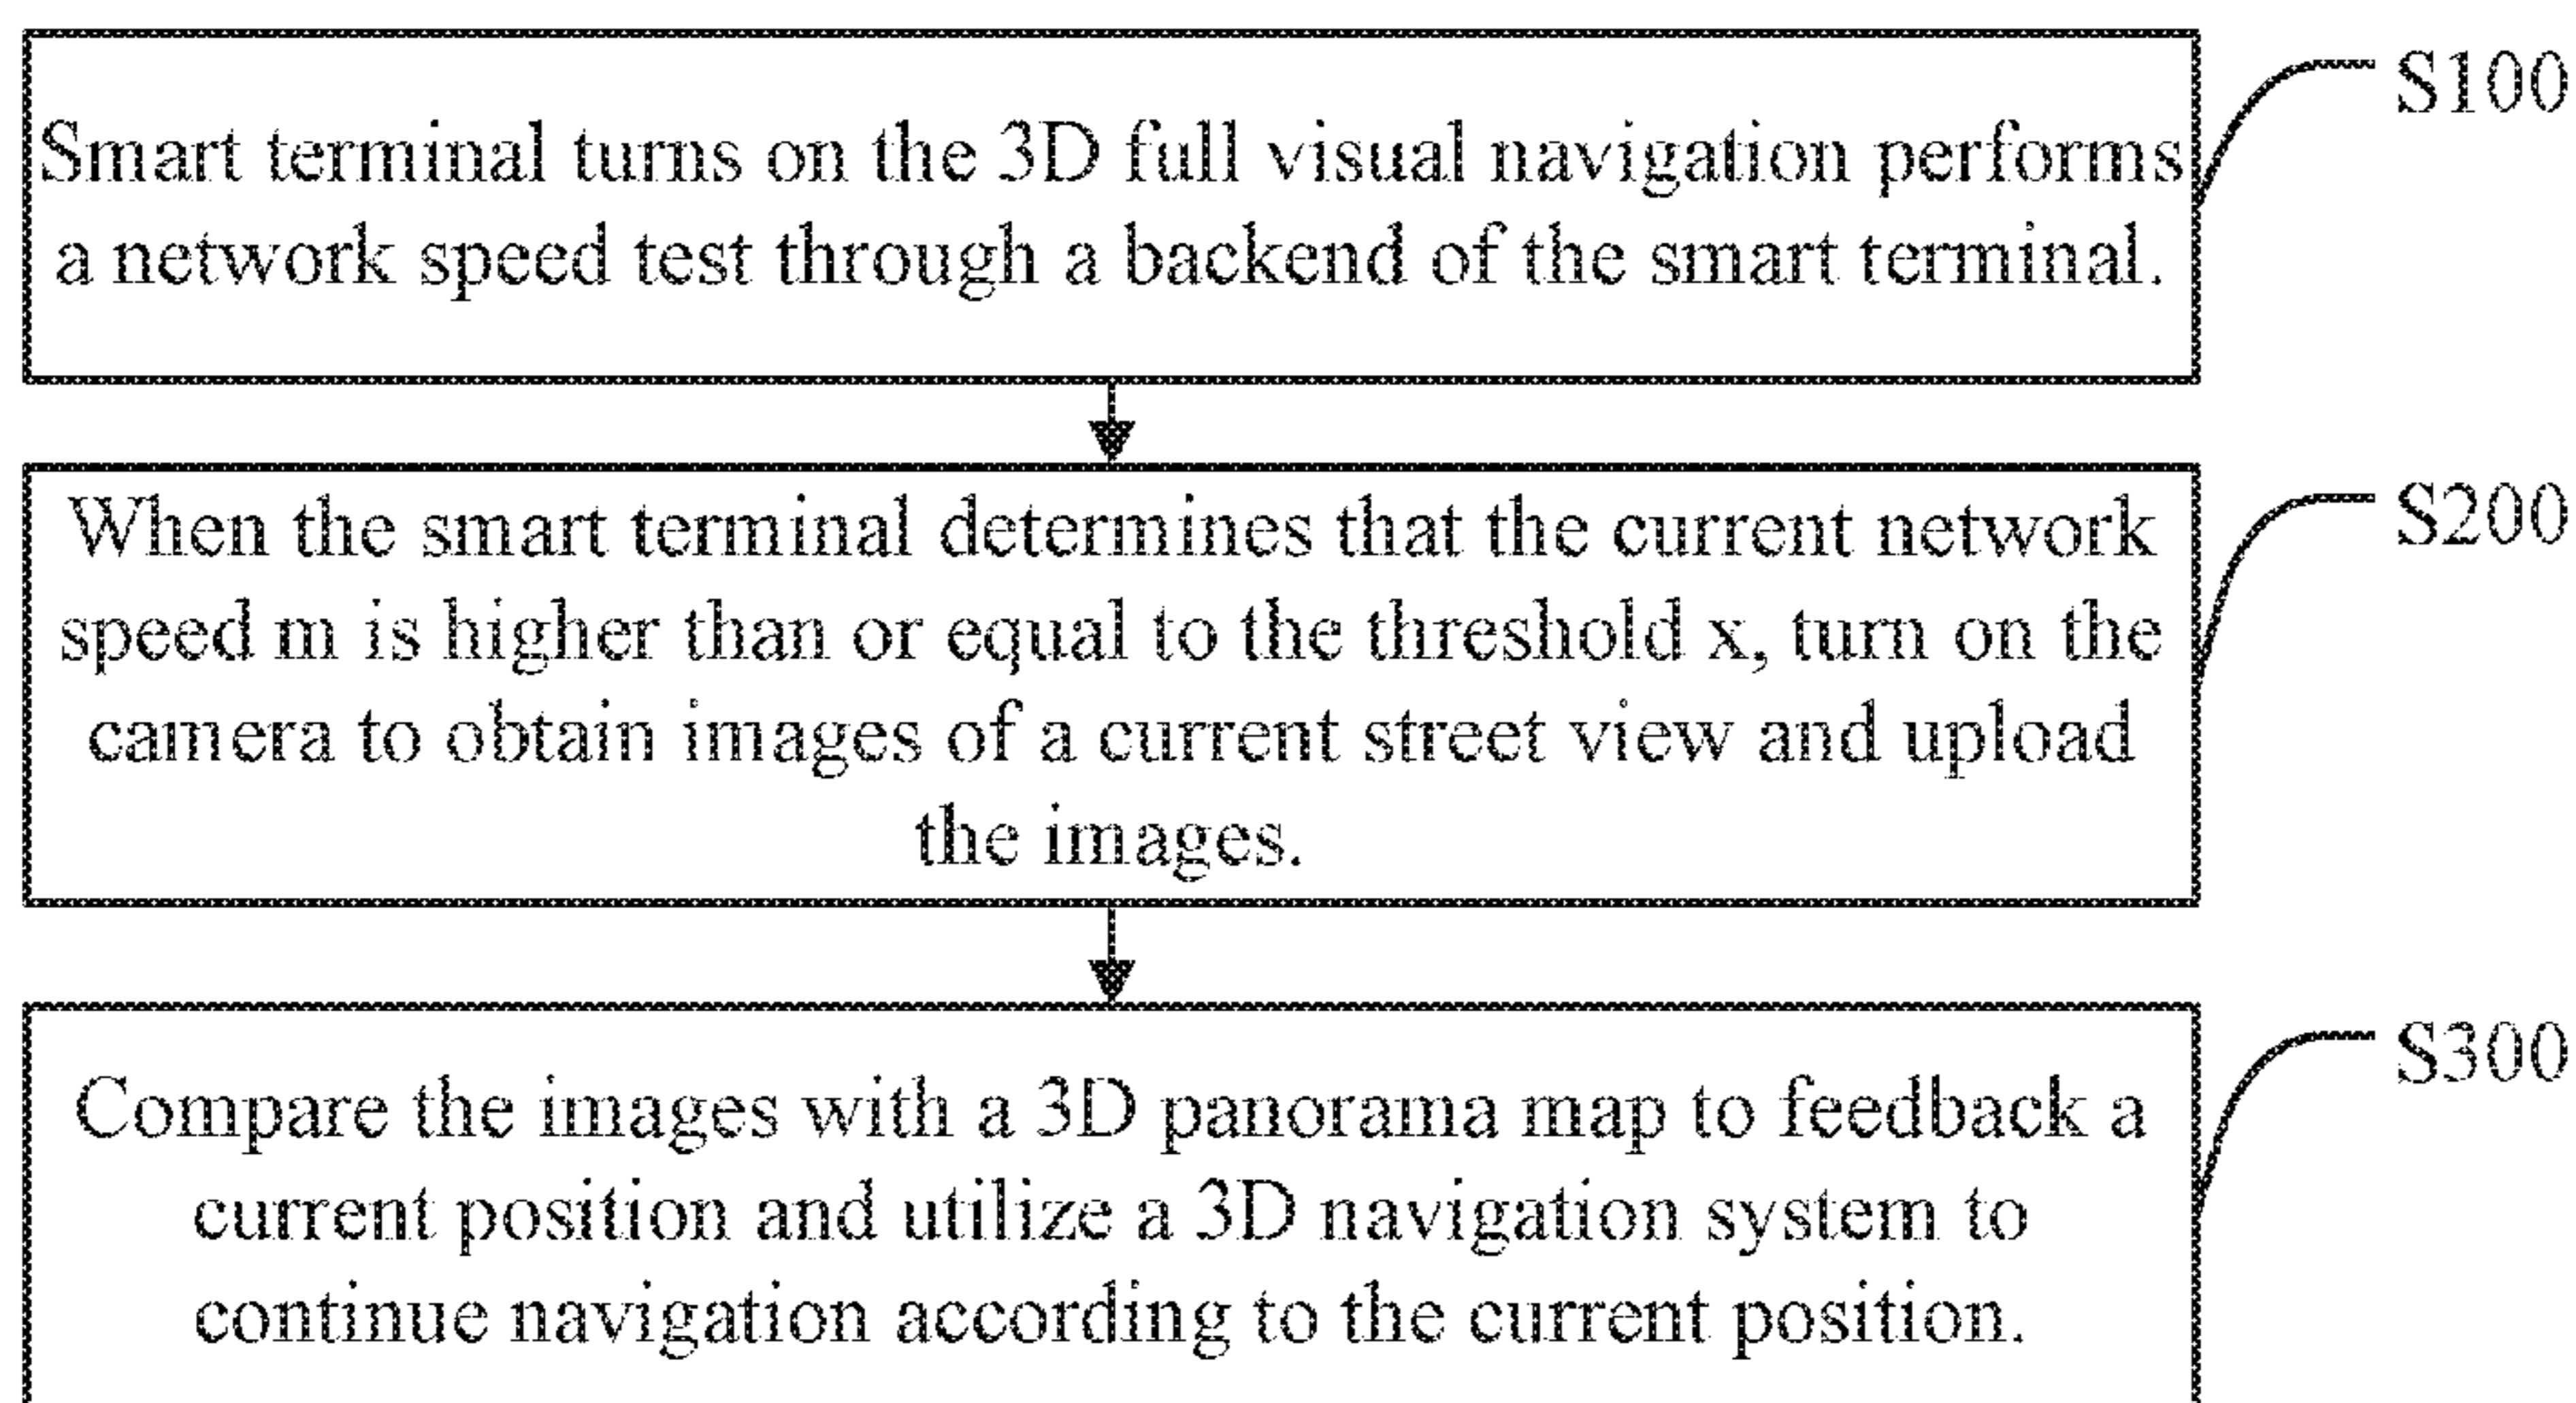 Smart terminal turns on the 3D full visual navigation performs
a network speed test through a backend of the smart terminal.
S100
When the smart terminal determines that the current network
speed m is higher than or equal to the threshold x, turn on the
camera to obtain images of a current street view and upload
the images.
S200
Compare the images with a 3D panorama map to feedback a
current position and utilize a 3D navigation system to
continue navigation according to the current position.
S300